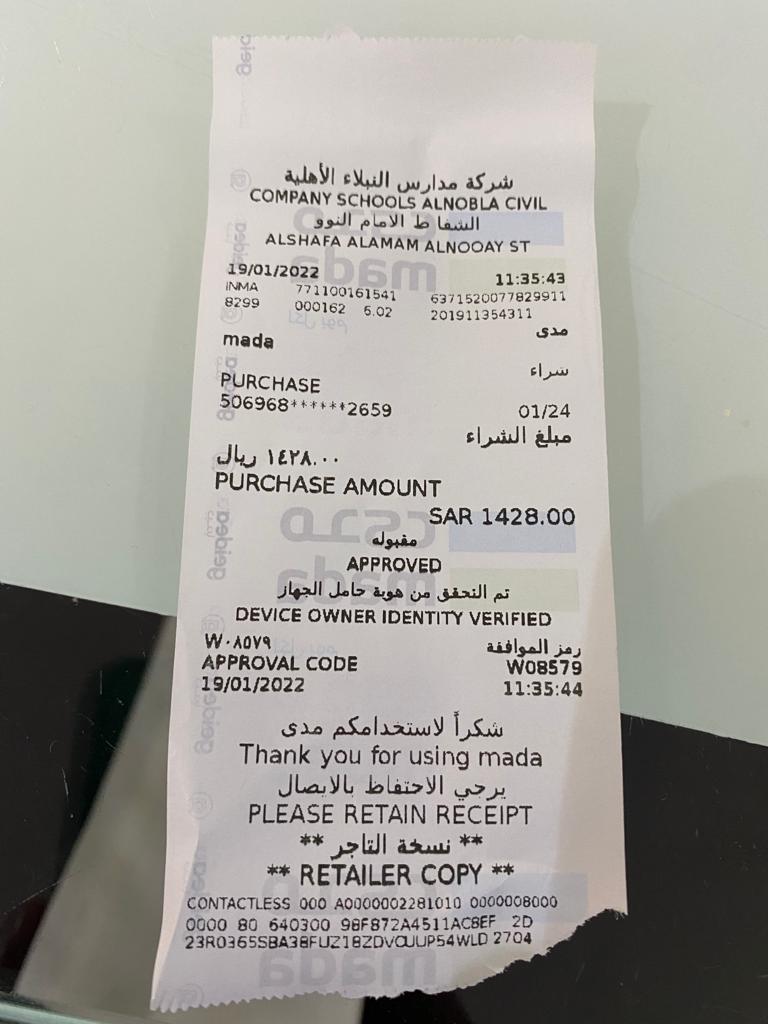 شركة مدارس النبلاء الأهلية
COMPANY SCHOOLS ALNOBLA CIVIL
الشفا ط الامام النوو
ALSHAFA ALAMAM ALNOOAY ST
19/01/2022 11:35:43
INMA 771100161541 6371520077829911
8299 000162 6.02 201911354311
mada مدى
شراء
PURCHASE
506968******2659 01/24
مبلغ الشراء
١٤٢٨.٠٠ ريال
PURCHASE AMOUNT
SAR 1428.00
مقبوله
APPROVED
تم التحقق من هوية حامل الجهاز
DEVICE OWNER IDENTITY VERIFIED
W٠٨٥٧٩ رمز الموافقة
APPROVAL CODE W08579
19/01/2022 11:35:44
شكراً لاستخدامكم مدى
Thank you for using mada
يرجي الاحتفاظ بالايصال
PLEASE RETAIN RECEIPT
** نسخة التاجر **
** RETAILER COPY **
CONTACTLESS 000 A0000002281010 0000008000
0000 80 640300 98F872A4511AC8EF 2D
23R0365SBA38FUZ18ZDVOUUP54WLD 2704